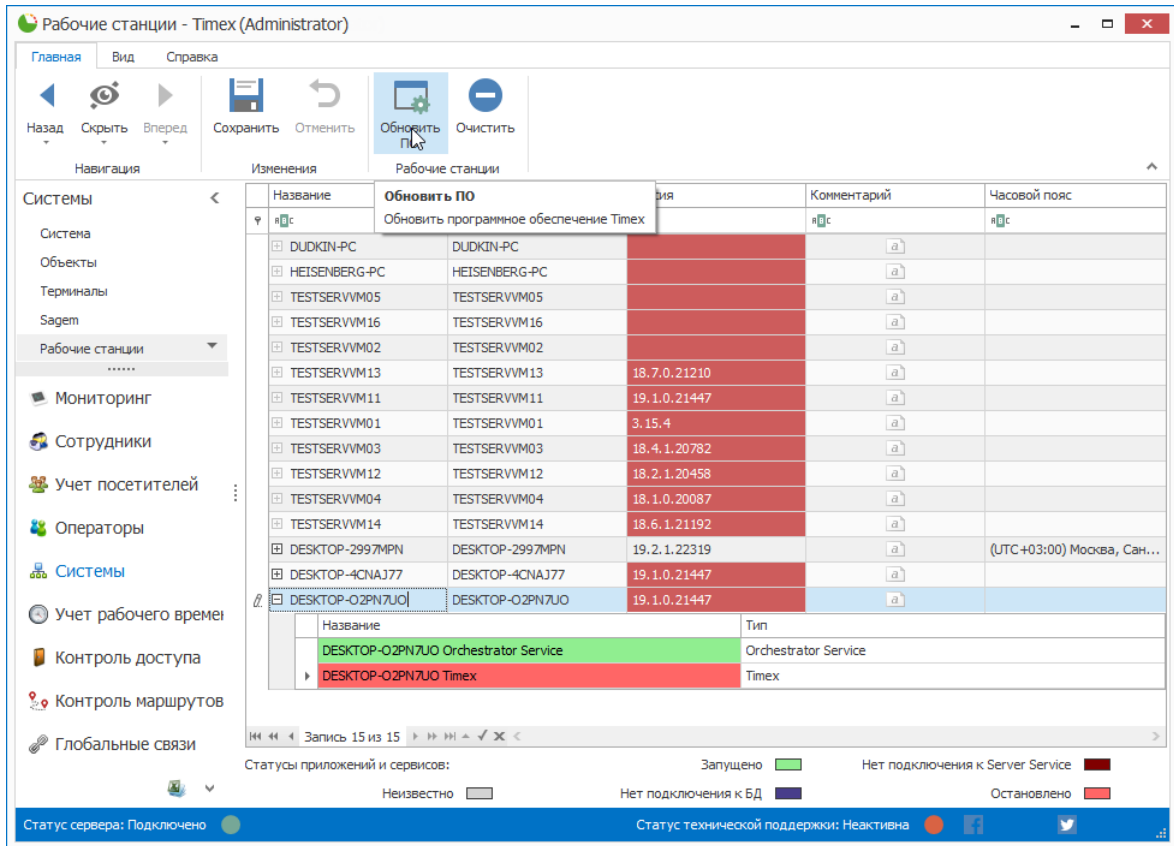 Рабочие станции - Timex (Administrator)
Главная Вид Справка
Назад Скрыть Вперед Сохранить Отменить Обновить ПО Очистить
Навигация Изменения Рабочие станции
Системы
Система
Объекты
Терминалы
Sagem
Рабочие станции
Мониторинг
Сотрудники
Учет посетителей
Операторы
Системы
Учет рабочего времен
Контроль доступа
Контроль маршрутов
Глобальные связи
Обновить ПО
Обновить программное обеспечение Timex
Название Комментарий Часовой пояс
DUDKIN-PC DUDKIN-PC
HEISENBERG-PC HEISENBERG-PC
TESTSERVVM05 TESTSERVVM05
TESTSERVVM16 TESTSERVVM16
TESTSERVVM02 TESTSERVVM02
TESTSERVVM13 TESTSERVVM13 18.7.0.21210
TESTSERVVM11 TESTSERVVM11 19.1.0.21447
TESTSERVVM01 TESTSERVVM01 3.15.4
TESTSERVVM03 TESTSERVVM03 18.4.1.20782
TESTSERVVM12 TESTSERVVM12 18.2.1.20458
TESTSERVVM04 TESTSERVVM04 18.1.0.20087
TESTSERVVM14 TESTSERVVM14 18.6.1.21192
DESKTOP-2997MPN DESKTOP-2997MPN 19.2.1.22319 (UTC+03:00) Москва, Сан...
DESKTOP-4CNAJ77 DESKTOP-4CNAJ77 19.1.0.21447
DESKTOP-O2PN7UO DESKTOP-O2PN7UO 19.1.0.21447
Название Тип
DESKTOP-O2PN7UO Orchestrator Service Orchestrator Service
DESKTOP-O2PN7UO Timex Timex
Запись 15 из 15
Статусы приложений и сервисов: Запущено Нет подключения к Server Service
Неизвестно Нет подключения к БД Остановлено
Статус сервера: Подключено Статус технической поддержки: Неактивна